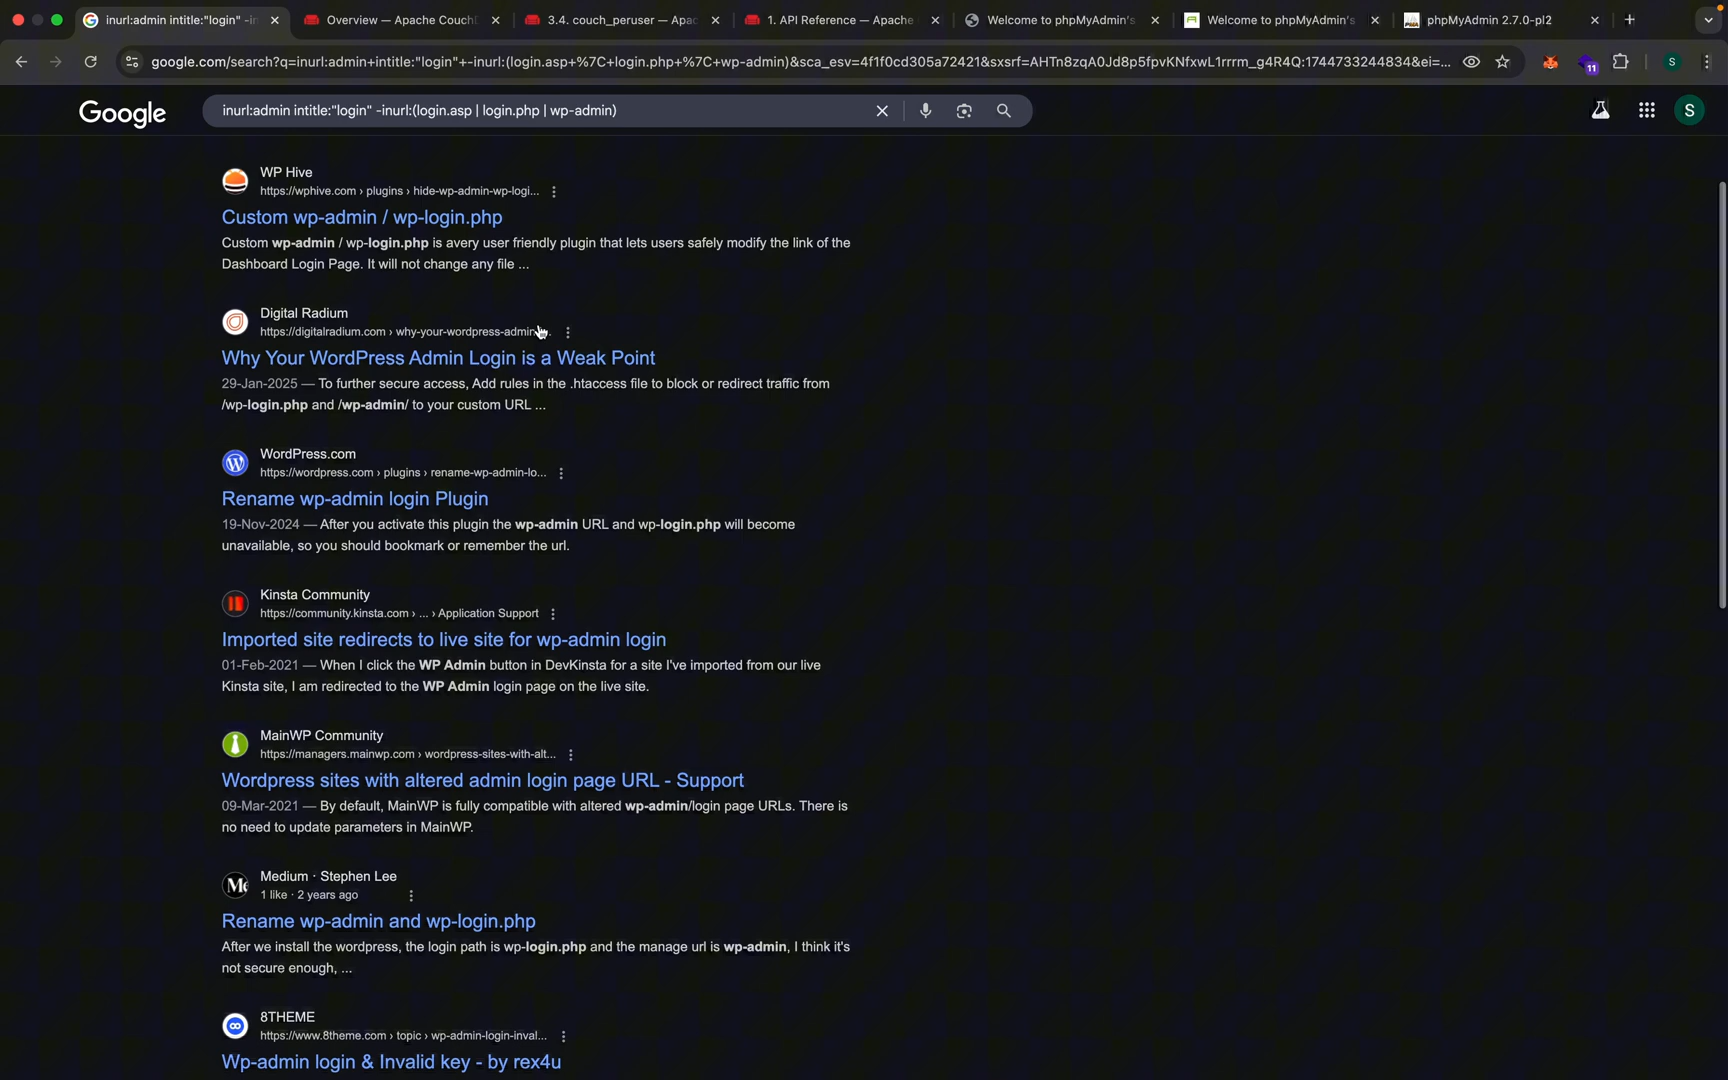 inurl:admin intitle:"login" -in
Overview — Apache CouchD
3.4. couch_peruser — Apac
1. API Reference — Apache
Welcome to phpMyAdmin's
Welcome to phpMyAdmin's
phpMyAdmin 2.7.0-pl2
google.com/search?q=inurl:admin+intitle:"login"+-inurl:(login.asp+%7C+login.php+%7C+wp-admin)&sca_esv=4f1f0cd305a72421&sxsrf=AHTn8zqA0Jd8p5fpvKNfxwL1rrrm_g4R4Q:1744733244834&ei=...
11
S
Google
inurl:admin intitle:"login" -inurl:(login.asp | login.php | wp-admin)
S
WP Hive
https://wphive.com › plugins › hide-wp-admin-wp-logi...
Custom wp-admin / wp-login.php
Custom wp-admin / wp-login.php is avery user friendly plugin that lets users safely modify the link of the
Dashboard Login Page. It will not change any file ...
Digital Radium
https://digitalradium.com › why-your-wordpress-admin-...
Why Your WordPress Admin Login is a Weak Point
29-Jan-2025 — To further secure access, Add rules in the .htaccess file to block or redirect traffic from
/wp-login.php and /wp-admin/ to your custom URL ...
WordPress.com
https://wordpress.com › plugins › rename-wp-admin-lo...
Rename wp-admin login Plugin
19-Nov-2024 — After you activate this plugin the wp-admin URL and wp-login.php will become
unavailable, so you should bookmark or remember the url.
Kinsta Community
https://community.kinsta.com › ... › Application Support
Imported site redirects to live site for wp-admin login
01-Feb-2021 — When I click the WP Admin button in DevKinsta for a site I've imported from our live
Kinsta site, I am redirected to the WP Admin login page on the live site.
MainWP Community
https://managers.mainwp.com › wordpress-sites-with-alt...
Wordpress sites with altered admin login page URL - Support
09-Mar-2021 — By default, MainWP is fully compatible with altered wp-admin/login page URLs. There is
no need to update parameters in MainWP.
Medium · Stephen Lee
1 like · 2 years ago
Rename wp-admin and wp-login.php
After we install the wordpress, the login path is wp-login.php and the manage url is wp-admin, I think it's
not secure enough, ...
8THEME
https://www.8theme.com › topic › wp-admin-login-inval...
Wp-admin login & Invalid key - by rex4u